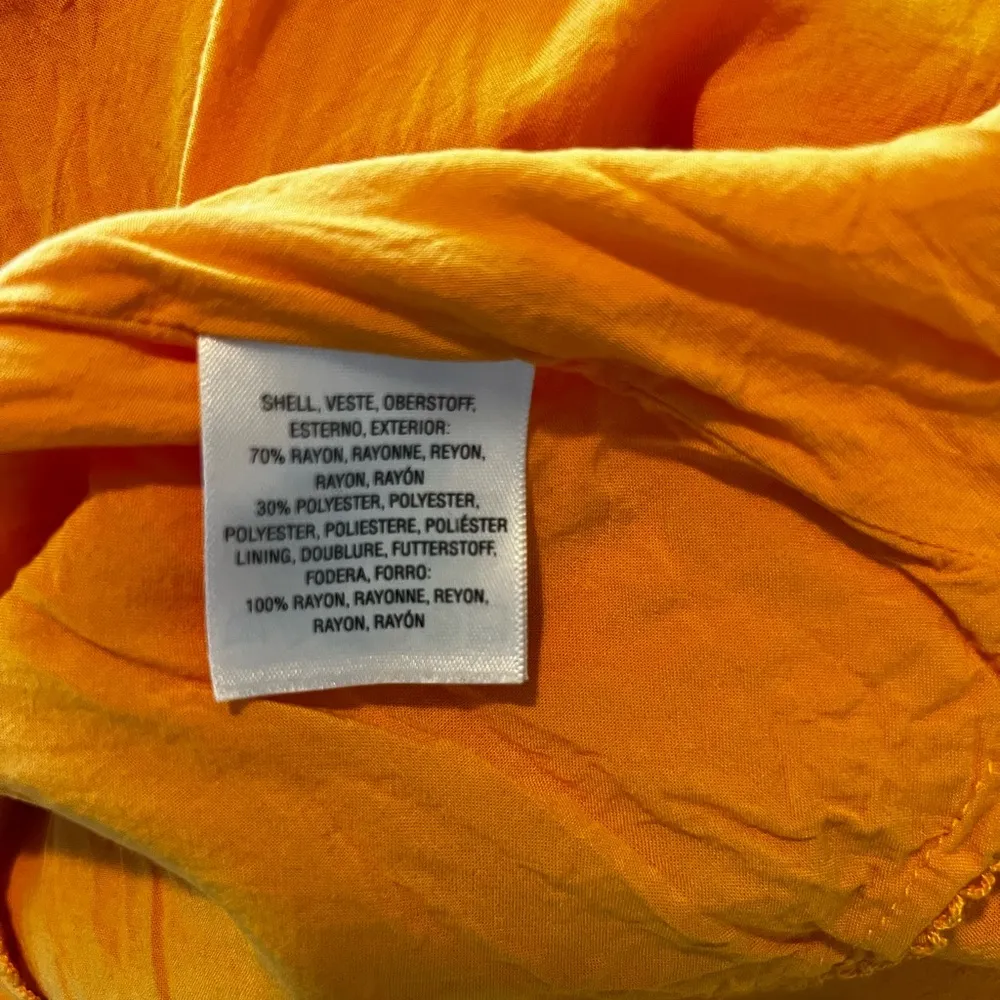 SHELL, VESTE, OBERSTOFF,
ESTERNO, EXTERIOR:
70% RAYON, RAYONNE, REYON,
RAYON, RAYÓN
30% POLYESTER, POLYESTER,
POLYESTER, POLIESTERE, POLIÉSTER
LINING, DOUBLURE, FUTTERSTOFF,
FODERA, FORRO:
100% RAYON, RAYONNE, REYON,
RAYON, RAYÓN